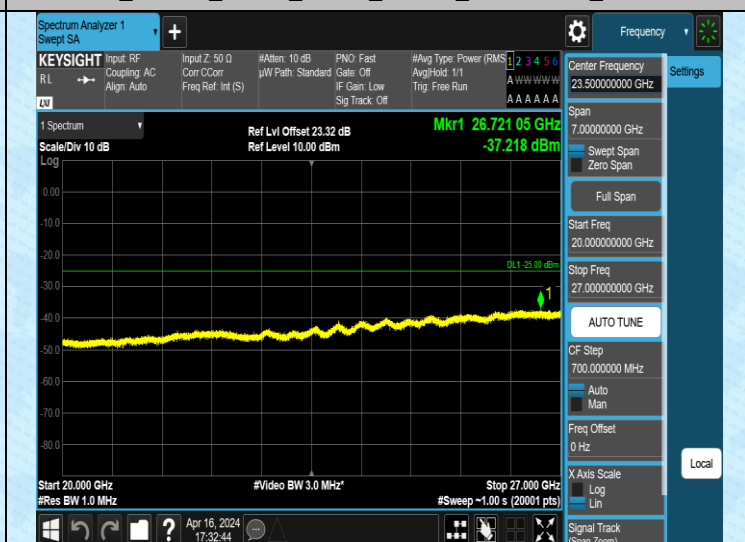 Spectrum Analyzer 1
Swept SA
+
Frequency
KEYSIGHT
RL
LXI
Input: RF
Coupling: AC
Align: Auto
Input Z: 50 Ω
Corr CCorr
Freq Ref: Int (S)
#Atten: 10 dB
µW Path: Standard
PNO: Fast
Gate: Off
IF Gain: Low
Sig Track: Off
#Avg Type: Power (RMS
Avg|Hold: 1/1
Trig: Free Run
1 2 3 4 5 6
A W W W W W
A A A A A A
1 Spectrum
Scale/Div 10 dB
Log
Ref Lvl Offset 23.32 dB
Ref Level 10.00 dBm
Mkr1 26.721 05 GHz
-37.218 dBm
0.00
-10.0
-20.0
DL1 -25.00 dBm
-30.0
1
-40.0
-50.0
-60.0
-70.0
-80.0
Start 20.000 GHz
#Res BW 1.0 MHz
#Video BW 3.0 MHz*
Stop 27.000 GHz
#Sweep ~1.00 s (20001 pts)
?
Apr 16, 2024
17:32:44
Center Frequency
23.500000000 GHz
Settings
Span
7.00000000 GHz
Swept Span
Zero Span
Full Span
Start Freq
20.000000000 GHz
Stop Freq
27.000000000 GHz
AUTO TUNE
CF Step
700.000000 MHz
Auto
Man
Freq Offset
0 Hz
X Axis Scale
Log
Lin
Local
Signal Track
(Span Zoom)